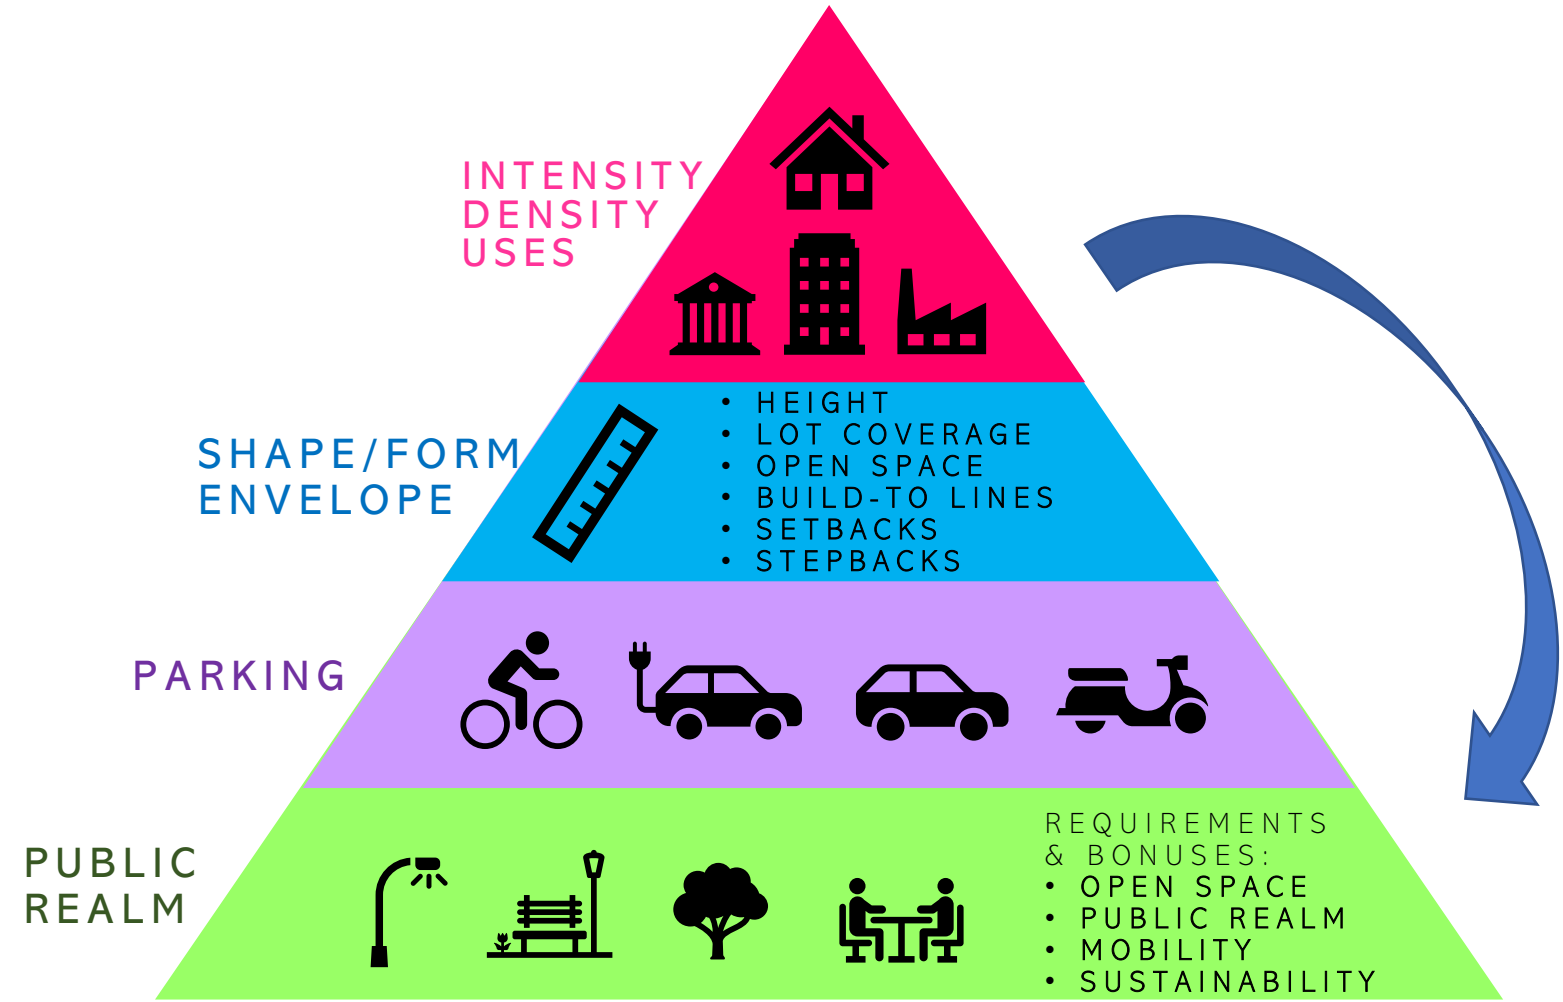 INTENSITY
DENSITY
USES
SHAPE/FORM
ENVELOPE
• HEIGHT
• LOT COVERAGE
• OPEN SPACE
• BUILD-TO LINES
• SETBACKS
• STEPBACKS
PARKING
PUBLIC
REALM
REQUIREMENTS
& BONUSES:
• OPEN SPACE
• PUBLIC REALM
• MOBILITY
• SUSTAINABILITY